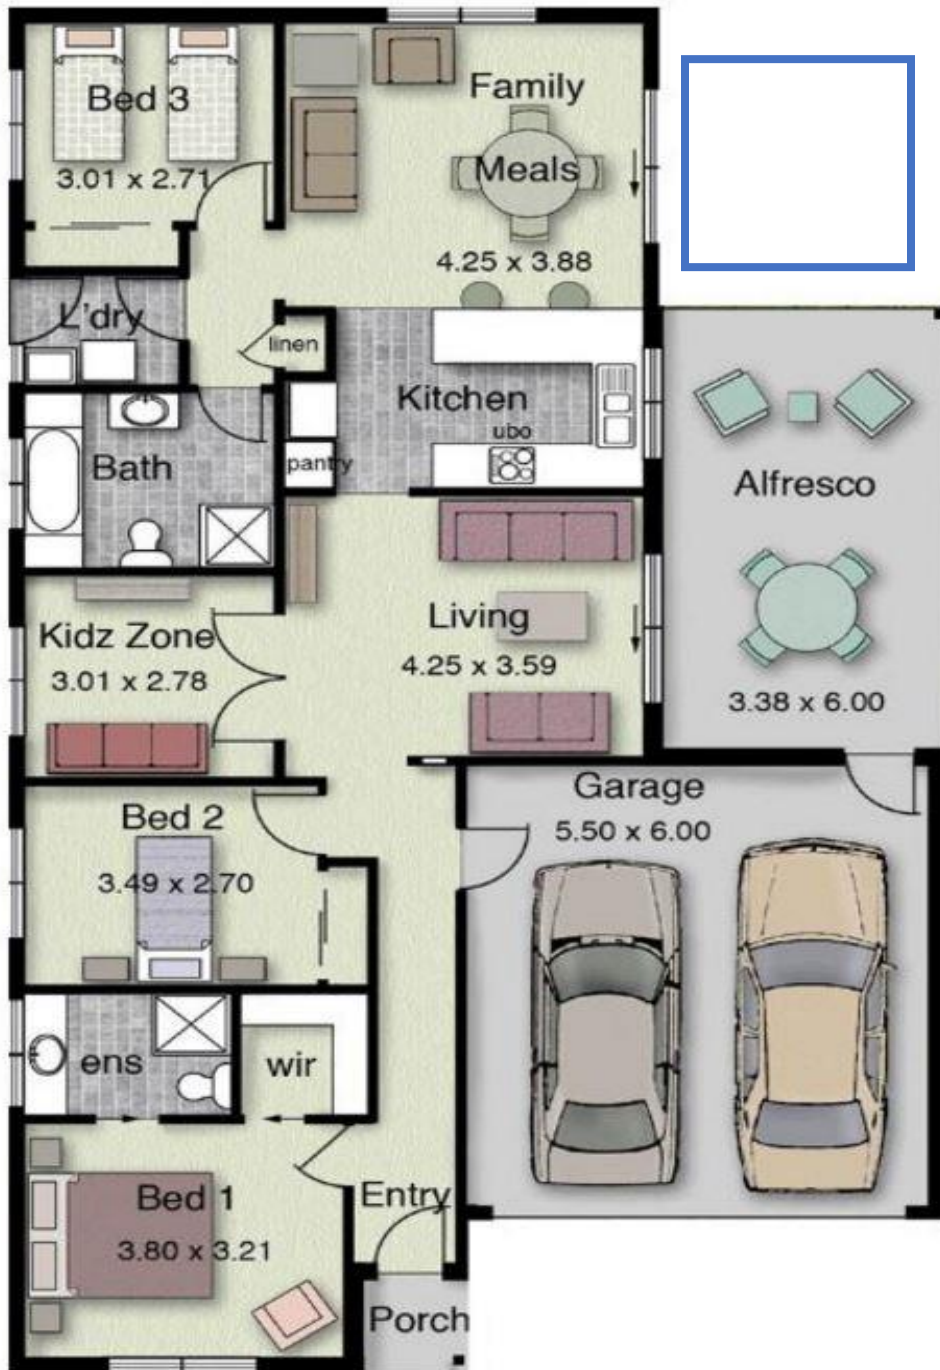 Bed 3
3.01 x 2.71
Family
Meals
4.25 x 3.88
L'dry
linen
Kitchen
ubo
pantry
Bath
Alfresco
3.38 x 6.00
Kidz Zone
3.01 x 2.78
Living
4.25 x 3.59
Bed 2
3.49 x 2.70
Garage
5.50 x 6.00
ens
wir
Bed 1
3.80 x 3.21
Entry
Porch